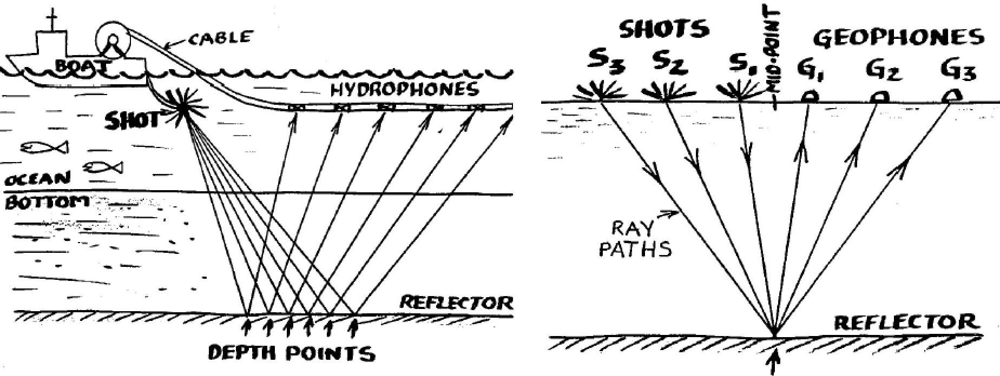 CABLE
BOAT
HYDROPHONES
SHOT
OCEAN
BOTTOM
REFLECTOR
DEPTH POINTS
SHOTS
MID-POINT
GEOPHONES
S3 S2 S1 G1 G2 G3
RAY
PATHS
REFLECTOR